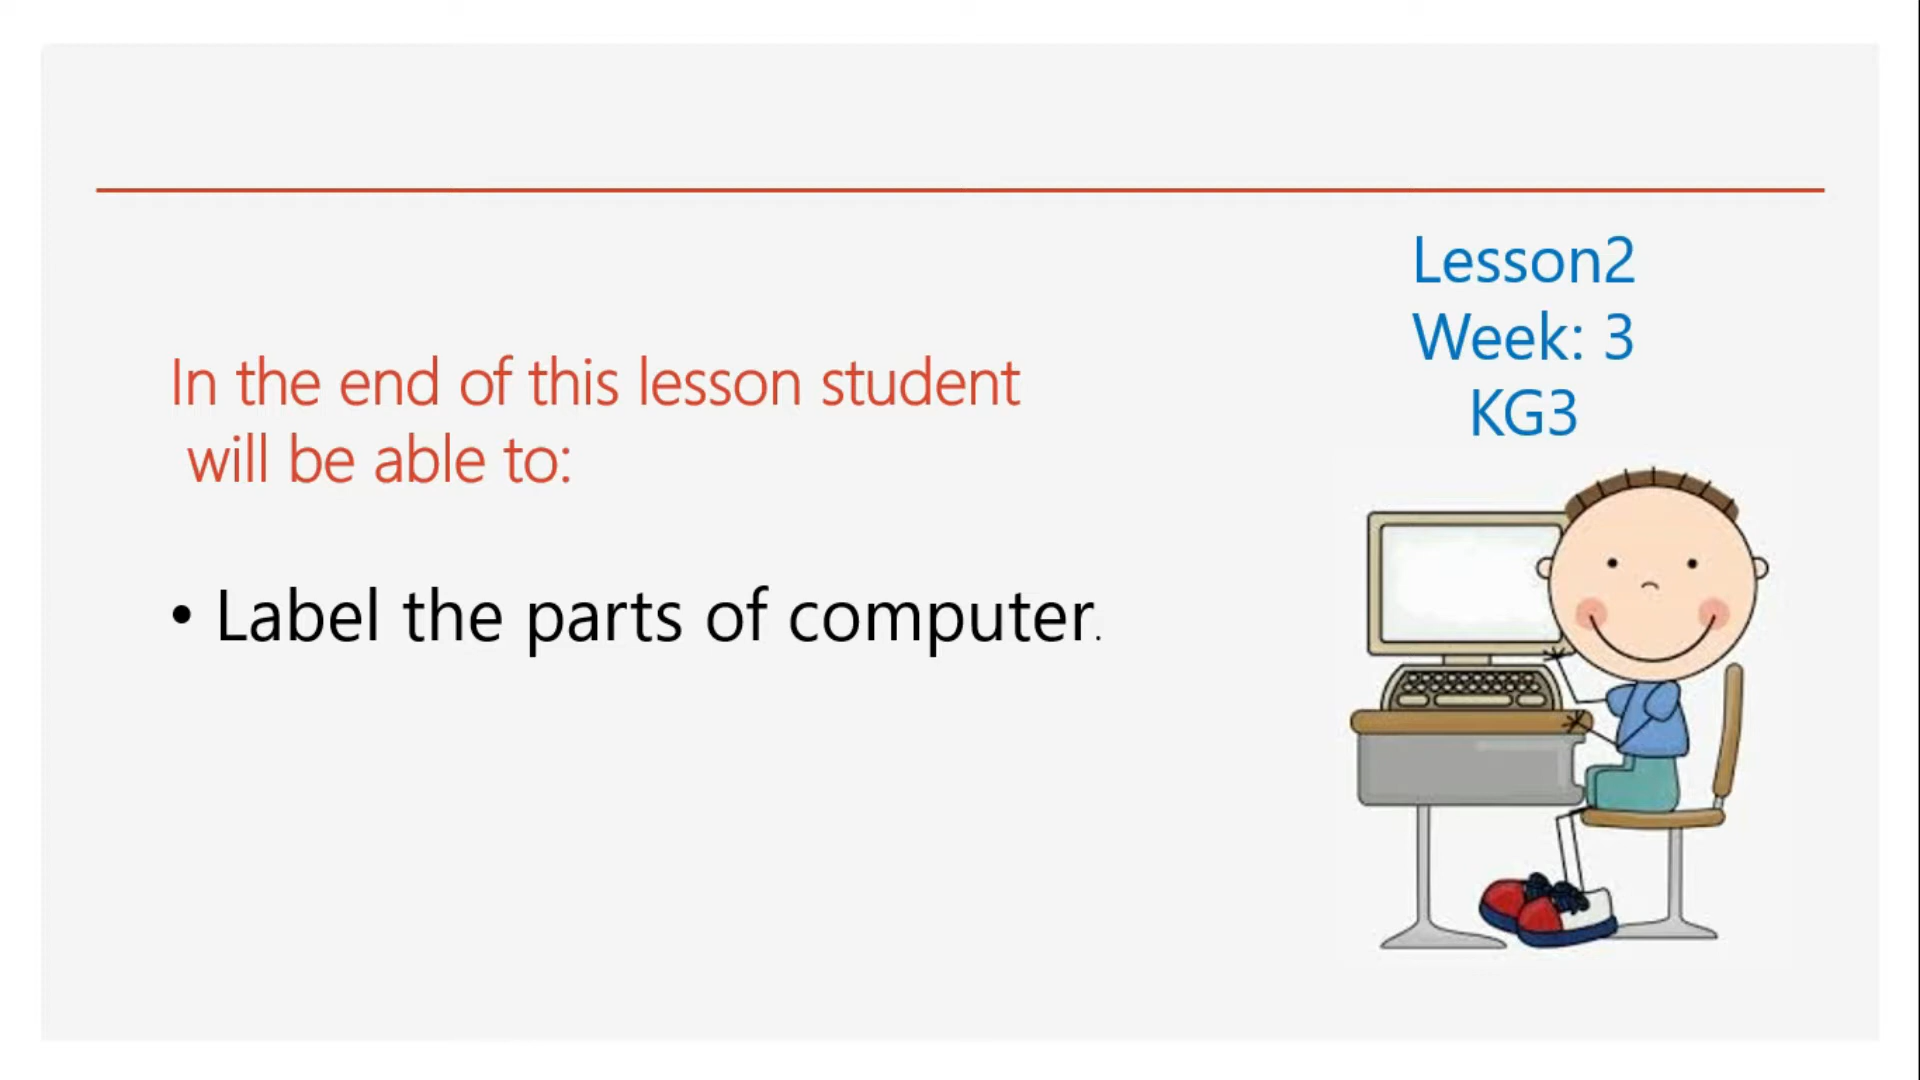 Lesson2
Week: 3
KG3
In the end of this lesson student
will be able to:
• Label the parts of computer.